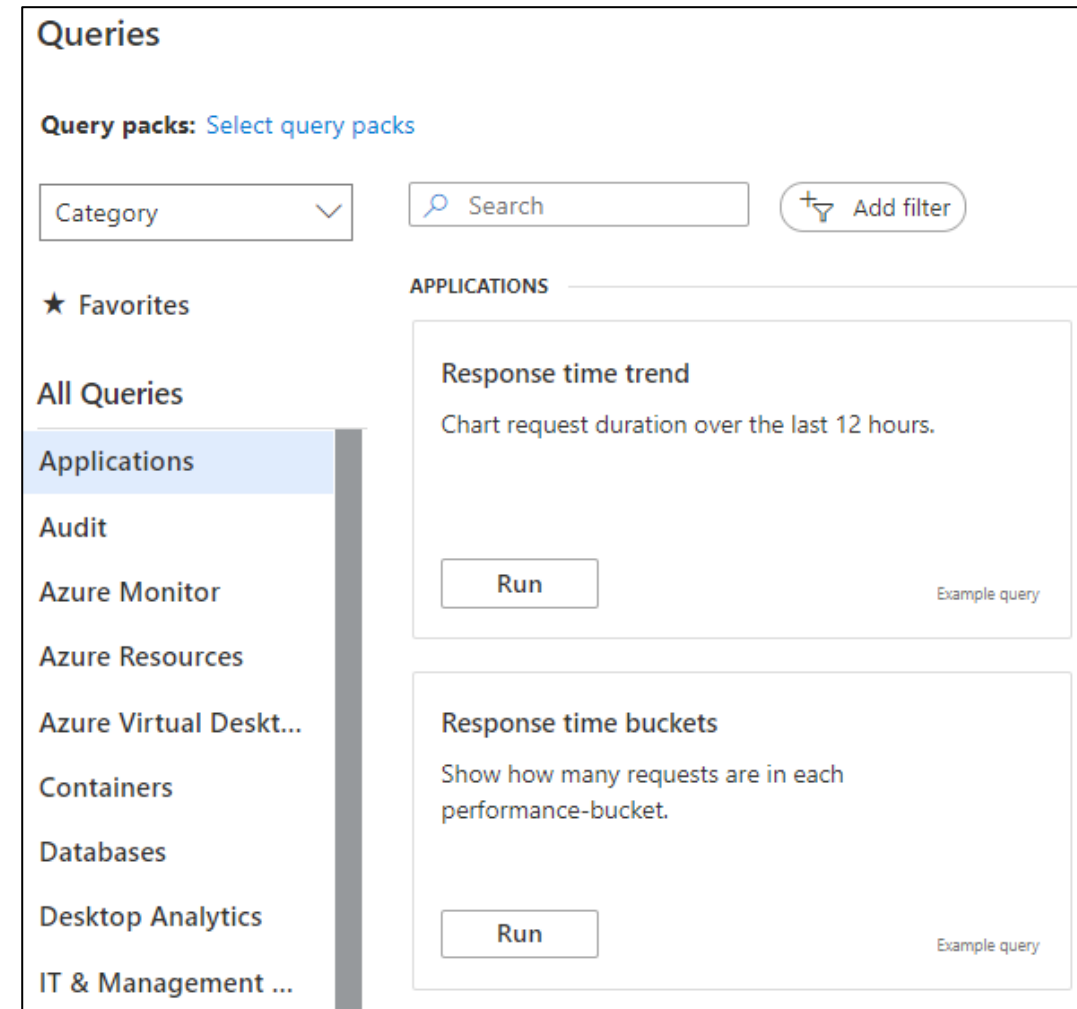 Queries
Query packs: Select query packs
Category
Search
Add filter
★ Favorites
All Queries
Applications
Audit
Azure Monitor
Azure Resources
Azure Virtual Deskt...
Containers
Databases
Desktop Analytics
IT & Management ...
APPLICATIONS
Response time trend
Chart request duration over the last 12 hours.
Run
Example query
Response time buckets
Show how many requests are in each
performance-bucket.
Run
Example query